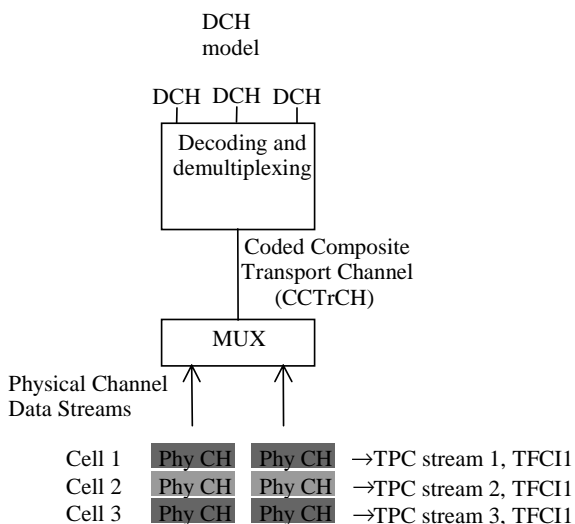 DCH
model
DCH DCH DCH
Decoding and
demultiplexing
Coded Composite
Transport Channel
(CCTrCH)
MUX
Physical Channel
Data Streams
Cell 1 Phy CH Phy CH →TPC stream 1, TFCI1
Cell 2 Phy CH Phy CH →TPC stream 2, TFCI1
Cell 3 Phy CH Phy CH →TPC stream 3, TFCI1